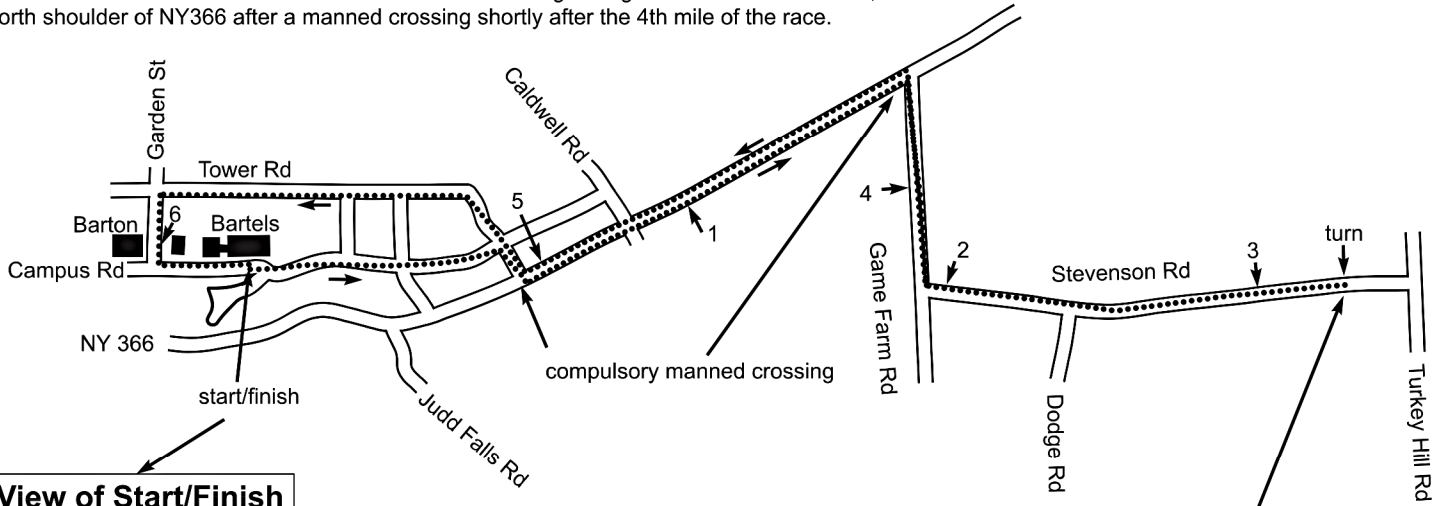 orth shoulder of NY366 after a manned crossing shortly after the 4th mile of the race.
Garden St
Caldwell Rd
Tower Rd
5
4
6
Barton
Bartels
1
2
3
turn
Campus Rd
Stevenson Rd
Game Farm Rd
NY 366
compulsory manned crossing
start/finish
Judd Falls Rd
Dodge Rd
Turkey Hill Rd
View of Start/Finish